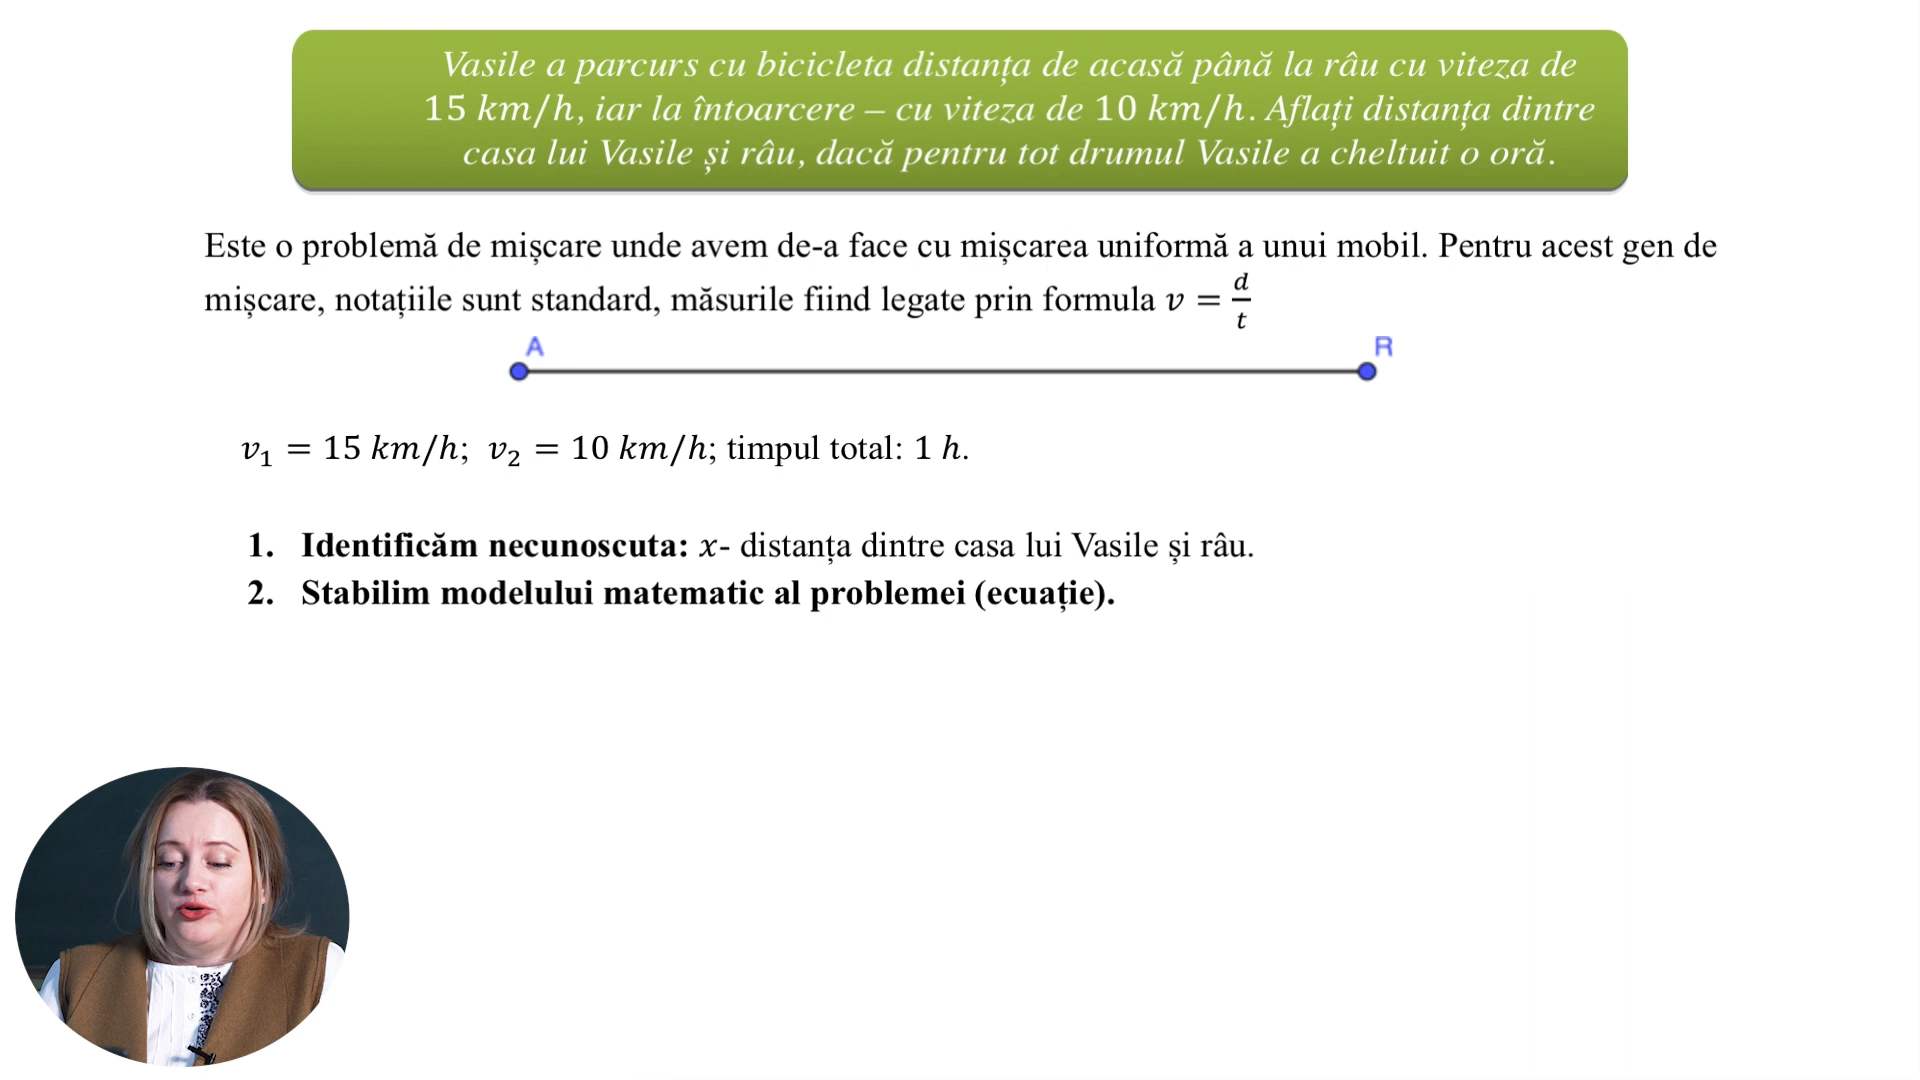 Vasile a parcurs cu bicicleta distanța de acasă până la râu cu viteza de
15 km/h, iar la întoarcere – cu viteza de 10 km/h. Aflați distanța dintre
casa lui Vasile și râu, dacă pentru tot drumul Vasile a cheltuit o oră.
Este o problemă de mișcare unde avem de-a face cu mișcarea uniformă a unui mobil. Pentru acest gen de
mișcare, notațiile sunt standard, măsurile fiind legate prin formula v = d/t
A R
v₁ = 15 km/h; v₂ = 10 km/h; timpul total: 1 h.
1. Identificăm necunoscuta: x- distanța dintre casa lui Vasile și râu.
2. Stabilim modelului matematic al problemei (ecuație).